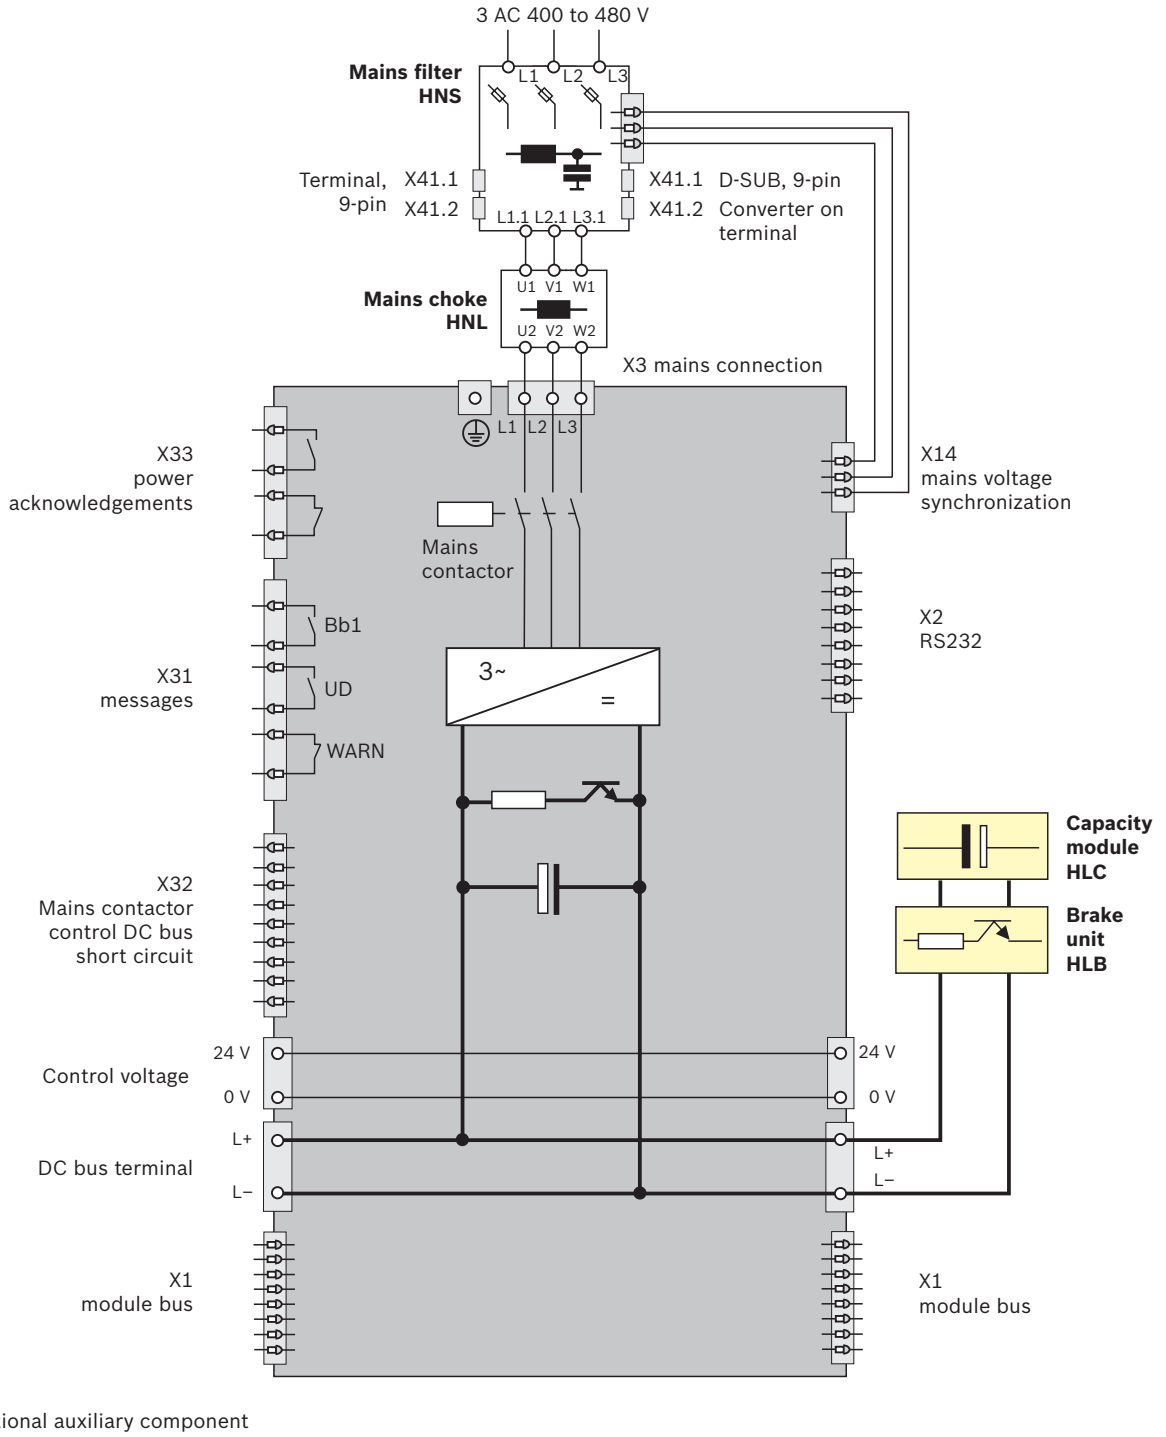 3 AC 400 to 480 V
Mains filter
HNS
L1 L2 L3
Terminal,
9-pin
X41.1
X41.2
X41.1 D-SUB, 9-pin
X41.2 Converter on
terminal
L1.1 L2.1 L3.1
Mains choke
HNL
U1 V1 W1
U2 V2 W2
X3 mains connection
L1 L2 L3
X33
power
acknowledgements
X14
mains voltage
synchronization
Mains
contactor
X31
messages
Bb1
UD
WARN
X2
RS232
3~
=
X32
Mains contactor
control DC bus
short circuit
Capacity
module
HLC
Brake
unit
HLB
Control voltage
24 V
0 V
24 V
0 V
DC bus terminal
L+
L−
L+
L−
X1
module bus
X1
module bus
auxiliary component